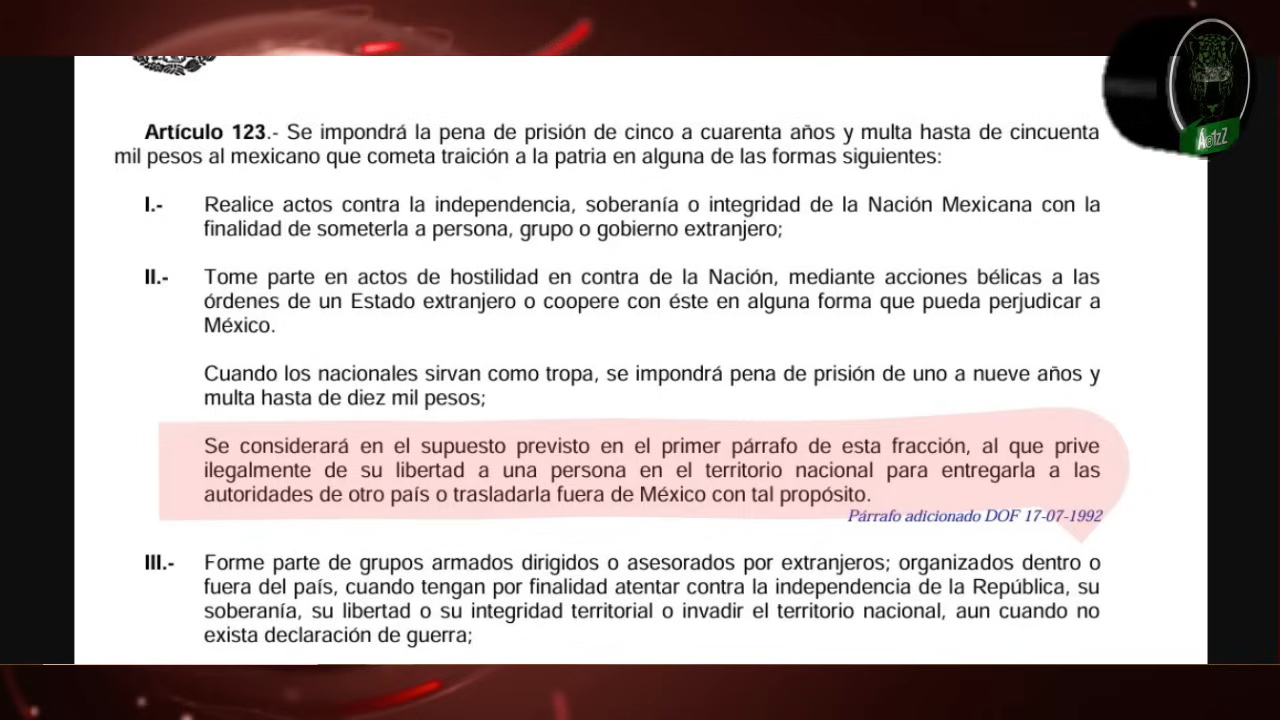 Artículo 123.- Se impondrá la pena de prisión de cinco a cuarenta años y multa hasta de cincuenta
mil pesos al mexicano que cometa traición a la patria en alguna de las formas siguientes:
I.- Realice actos contra la independencia, soberanía o integridad de la Nación Mexicana con la
finalidad de someterla a persona, grupo o gobierno extranjero;
II.- Tome parte en actos de hostilidad en contra de la Nación, mediante acciones bélicas a las
órdenes de un Estado extranjero o coopere con éste en alguna forma que pueda perjudicar a
México.
Cuando los nacionales sirvan como tropa, se impondrá pena de prisión de uno a nueve años y
multa hasta de diez mil pesos;
Se considerará en el supuesto previsto en el primer párrafo de esta fracción, al que prive
ilegalmente de su libertad a una persona en el territorio nacional para entregarla a las
autoridades de otro país o trasladarla fuera de México con tal propósito.
Párrafo adicionado DOF 17-07-1992
III.- Forme parte de grupos armados dirigidos o asesorados por extranjeros; organizados dentro o
fuera del país, cuando tengan por finalidad atentar contra la independencia de la República, su
soberanía, su libertad o su integridad territorial o invadir el territorio nacional, aun cuando no
exista declaración de guerra;